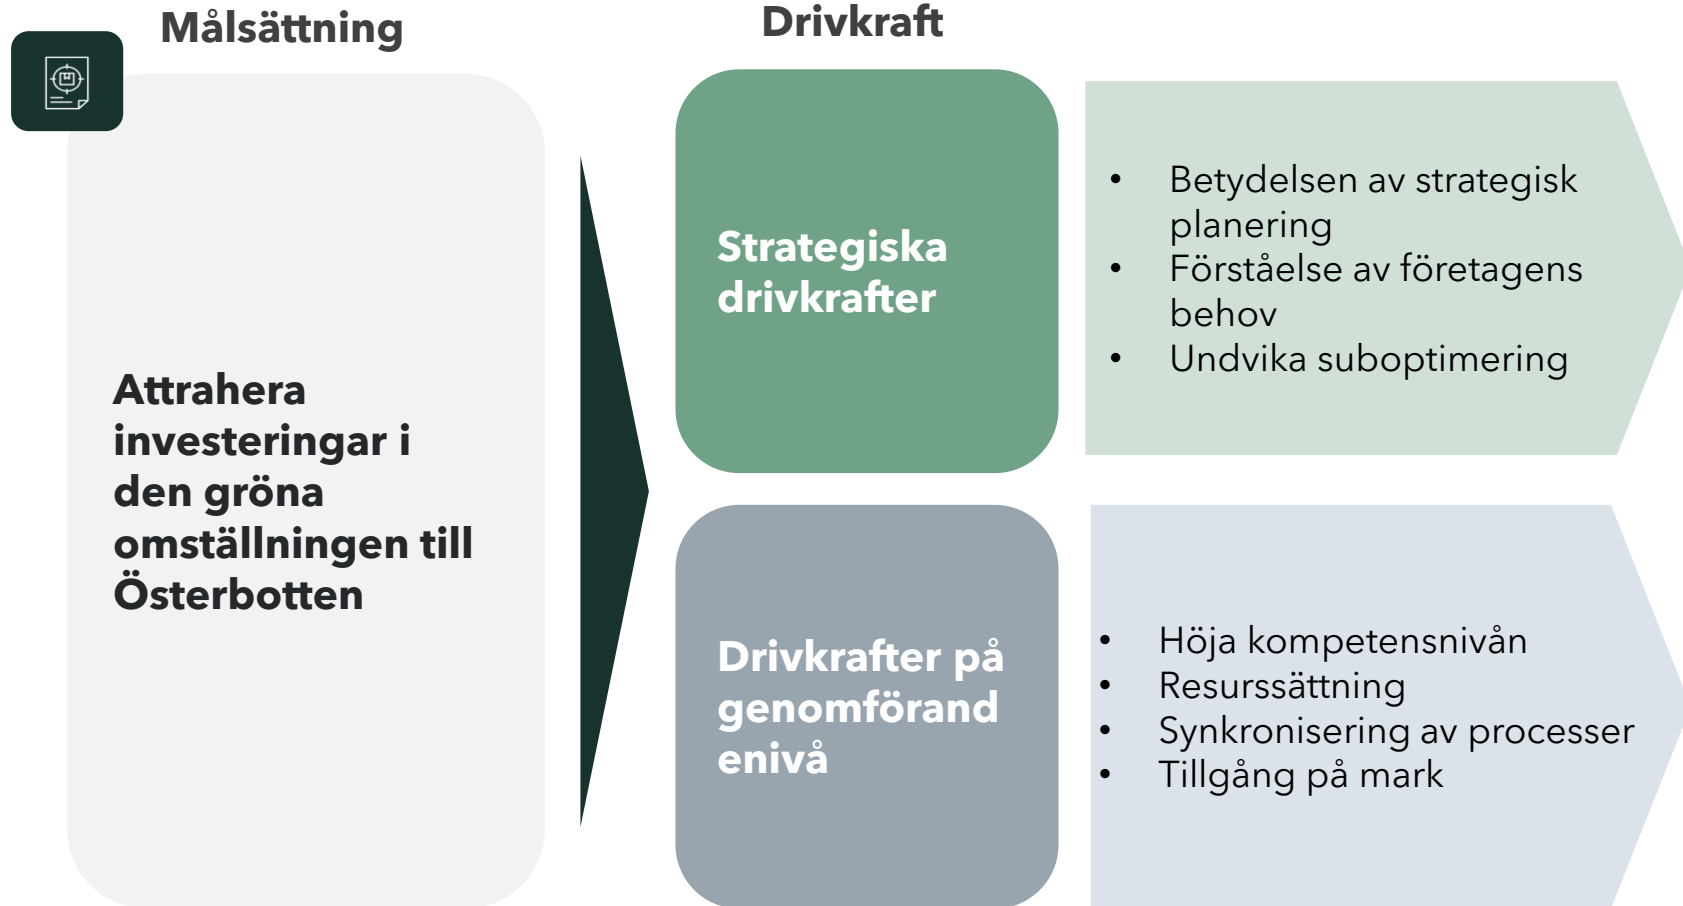 Målsättning
Drivkraft
Attrahera
investeringar i
den gröna
omställningen till
Österbotten
Strategiska
drivkrafter
• Betydelsen av strategisk
planering
• Förståelse av företagens
behov
• Undvika suboptimering
Drivkrafter på
genomförand
enivå
• Höja kompetensnivån
• Resurssättning
• Synkronisering av processer
• Tillgång på mark